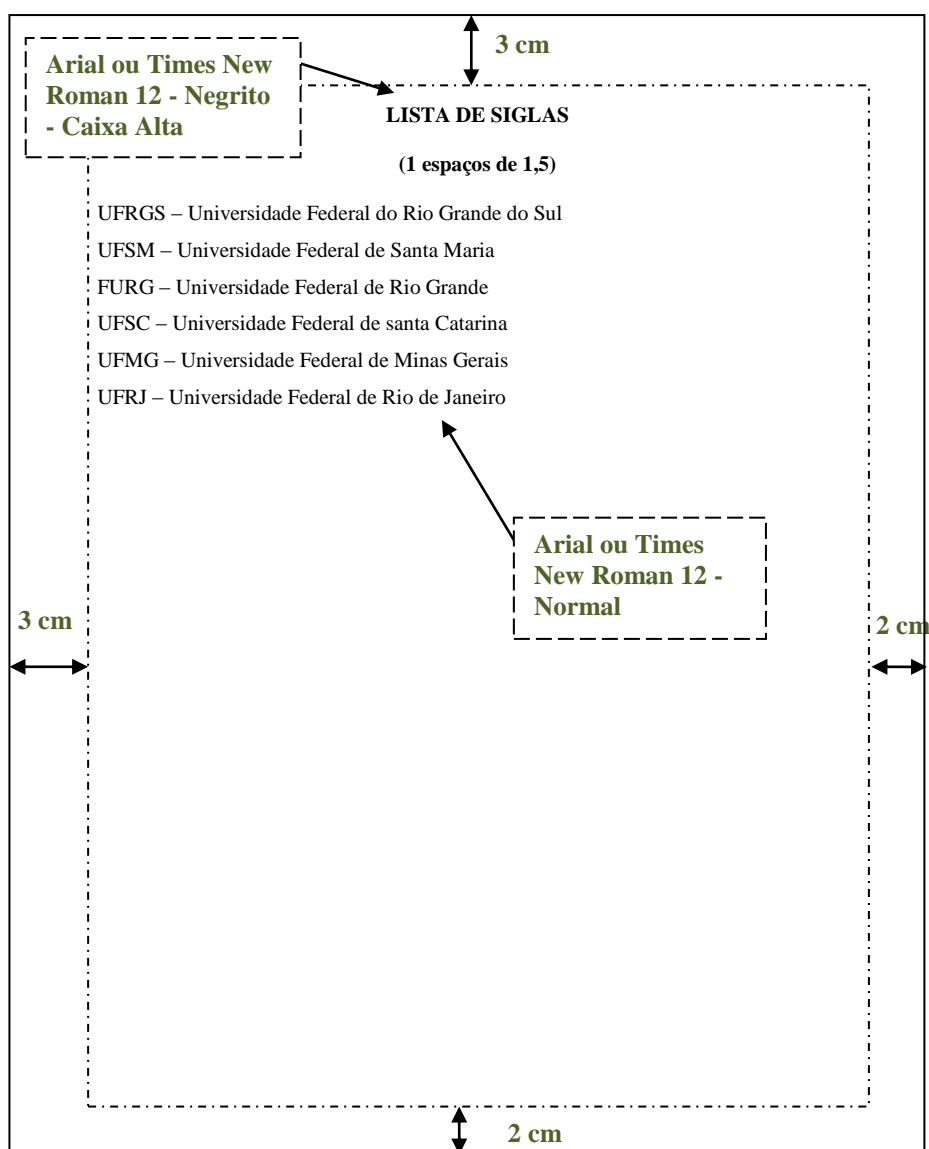 3 cm
Arial ou Times New
Roman 12 - Negrito
- Caixa Alta
LISTA DE SIGLAS
(1 espaços de 1,5)
UFRGS – Universidade Federal do Rio Grande do Sul
UFSM – Universidade Federal de Santa Maria
FURG – Universidade Federal de Rio Grande
UFSC – Universidade Federal de santa Catarina
UFMG – Universidade Federal de Minas Gerais
UFRJ – Universidade Federal de Rio de Janeiro
Arial ou Times
New Roman 12 -
Normal
3 cm
2 cm
2 cm